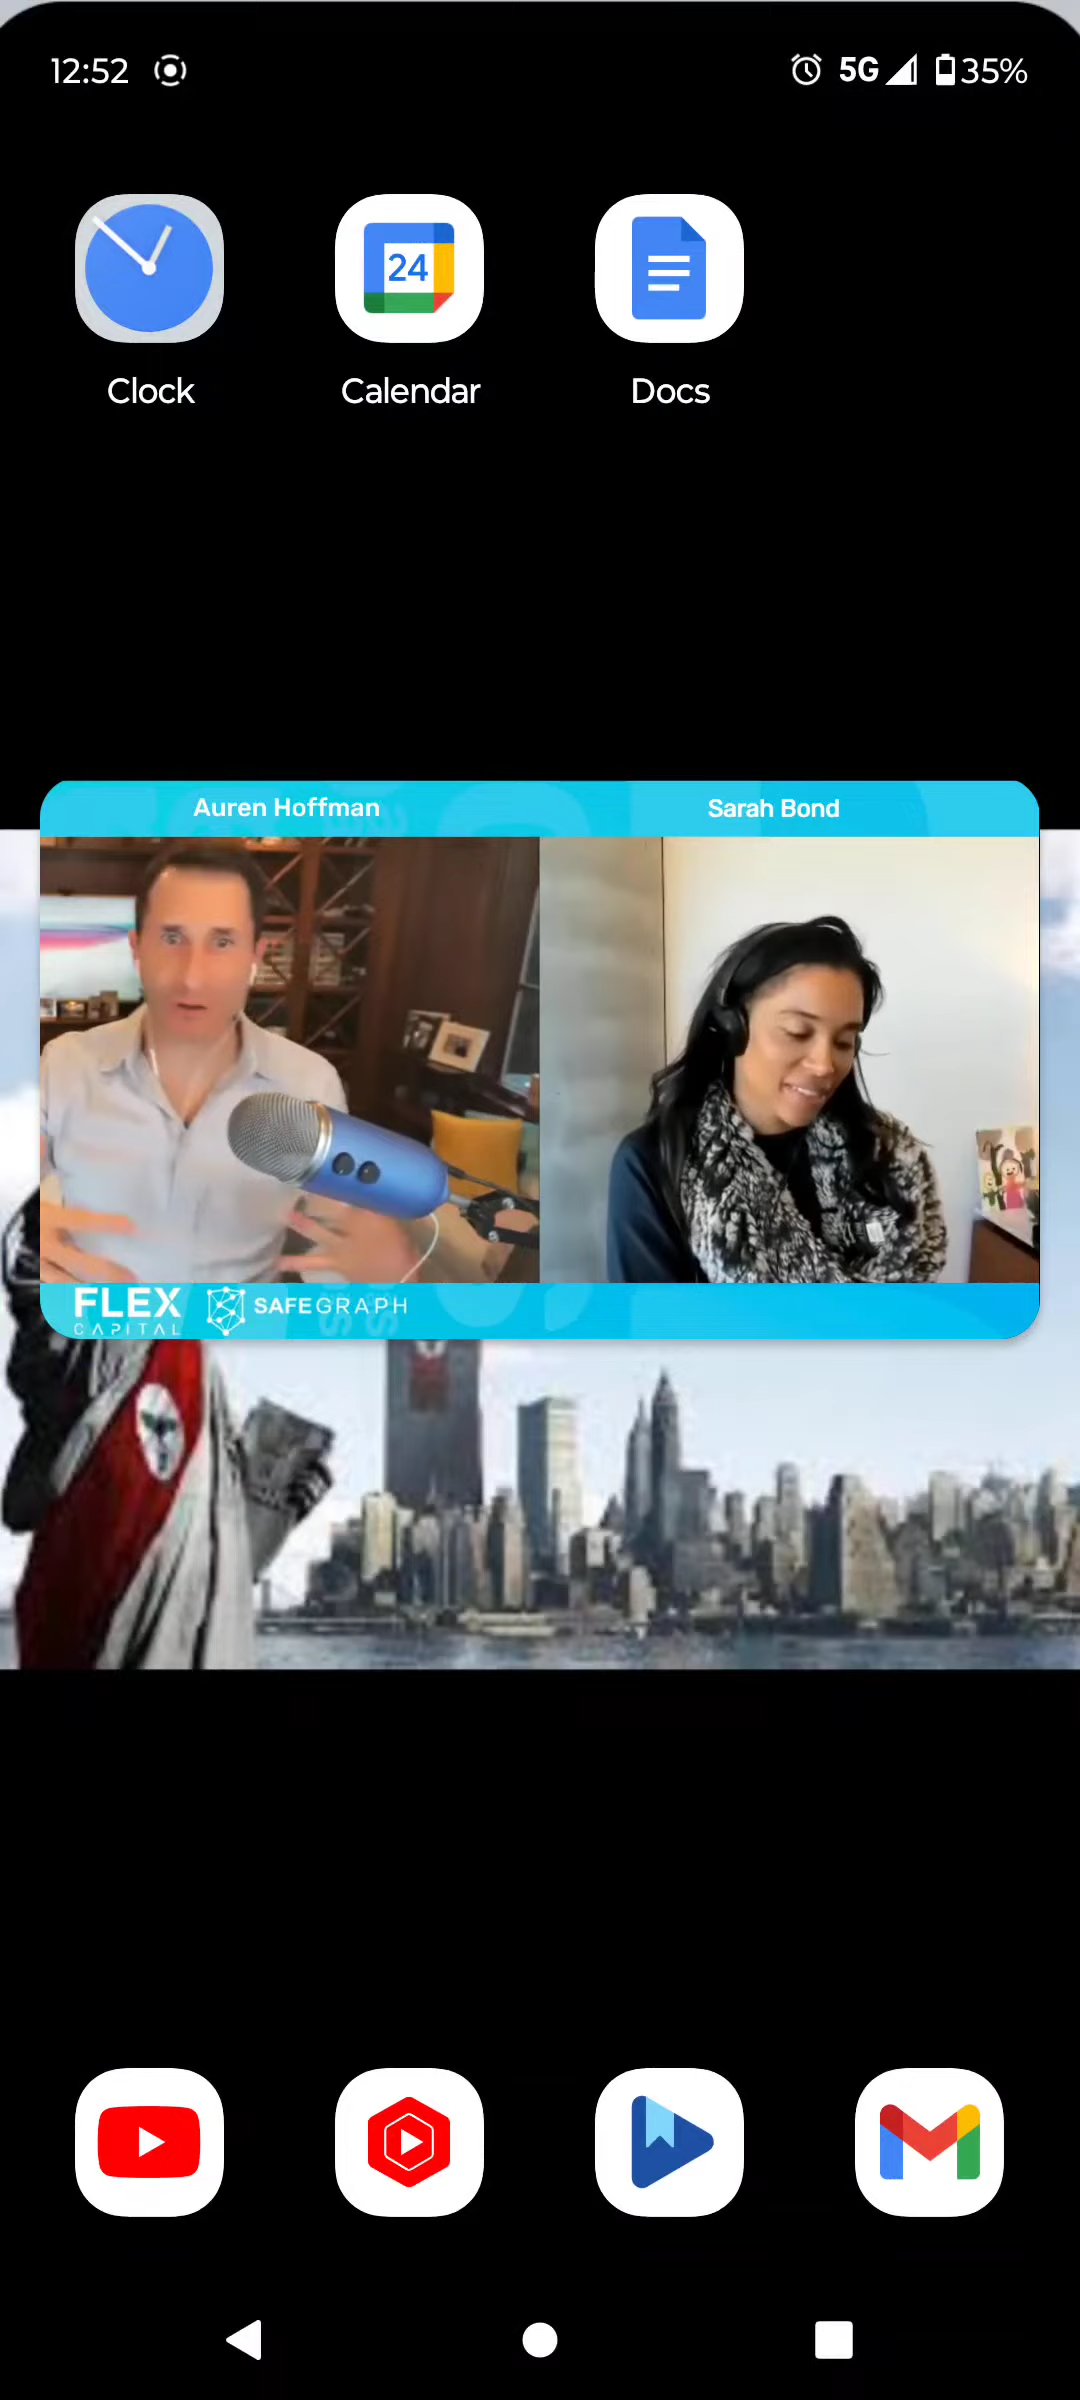 12:52
5G
35%
24
Clock
Calendar
Docs
Auren Hoffman
Sarah Bond
FLEX
CAPITAL
SAFEGRAPH